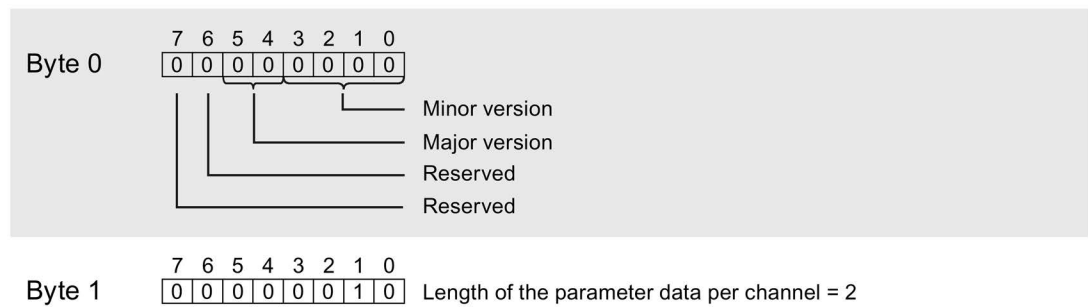 7 6 5 4 3 2 1 0
Byte 0 0 0 0 0 0 0 0 0
Minor version
Major version
Reserved
Reserved
7 6 5 4 3 2 1 0
Byte 1 0 0 0 0 0 0 1 0 Length of the parameter data per channel = 2